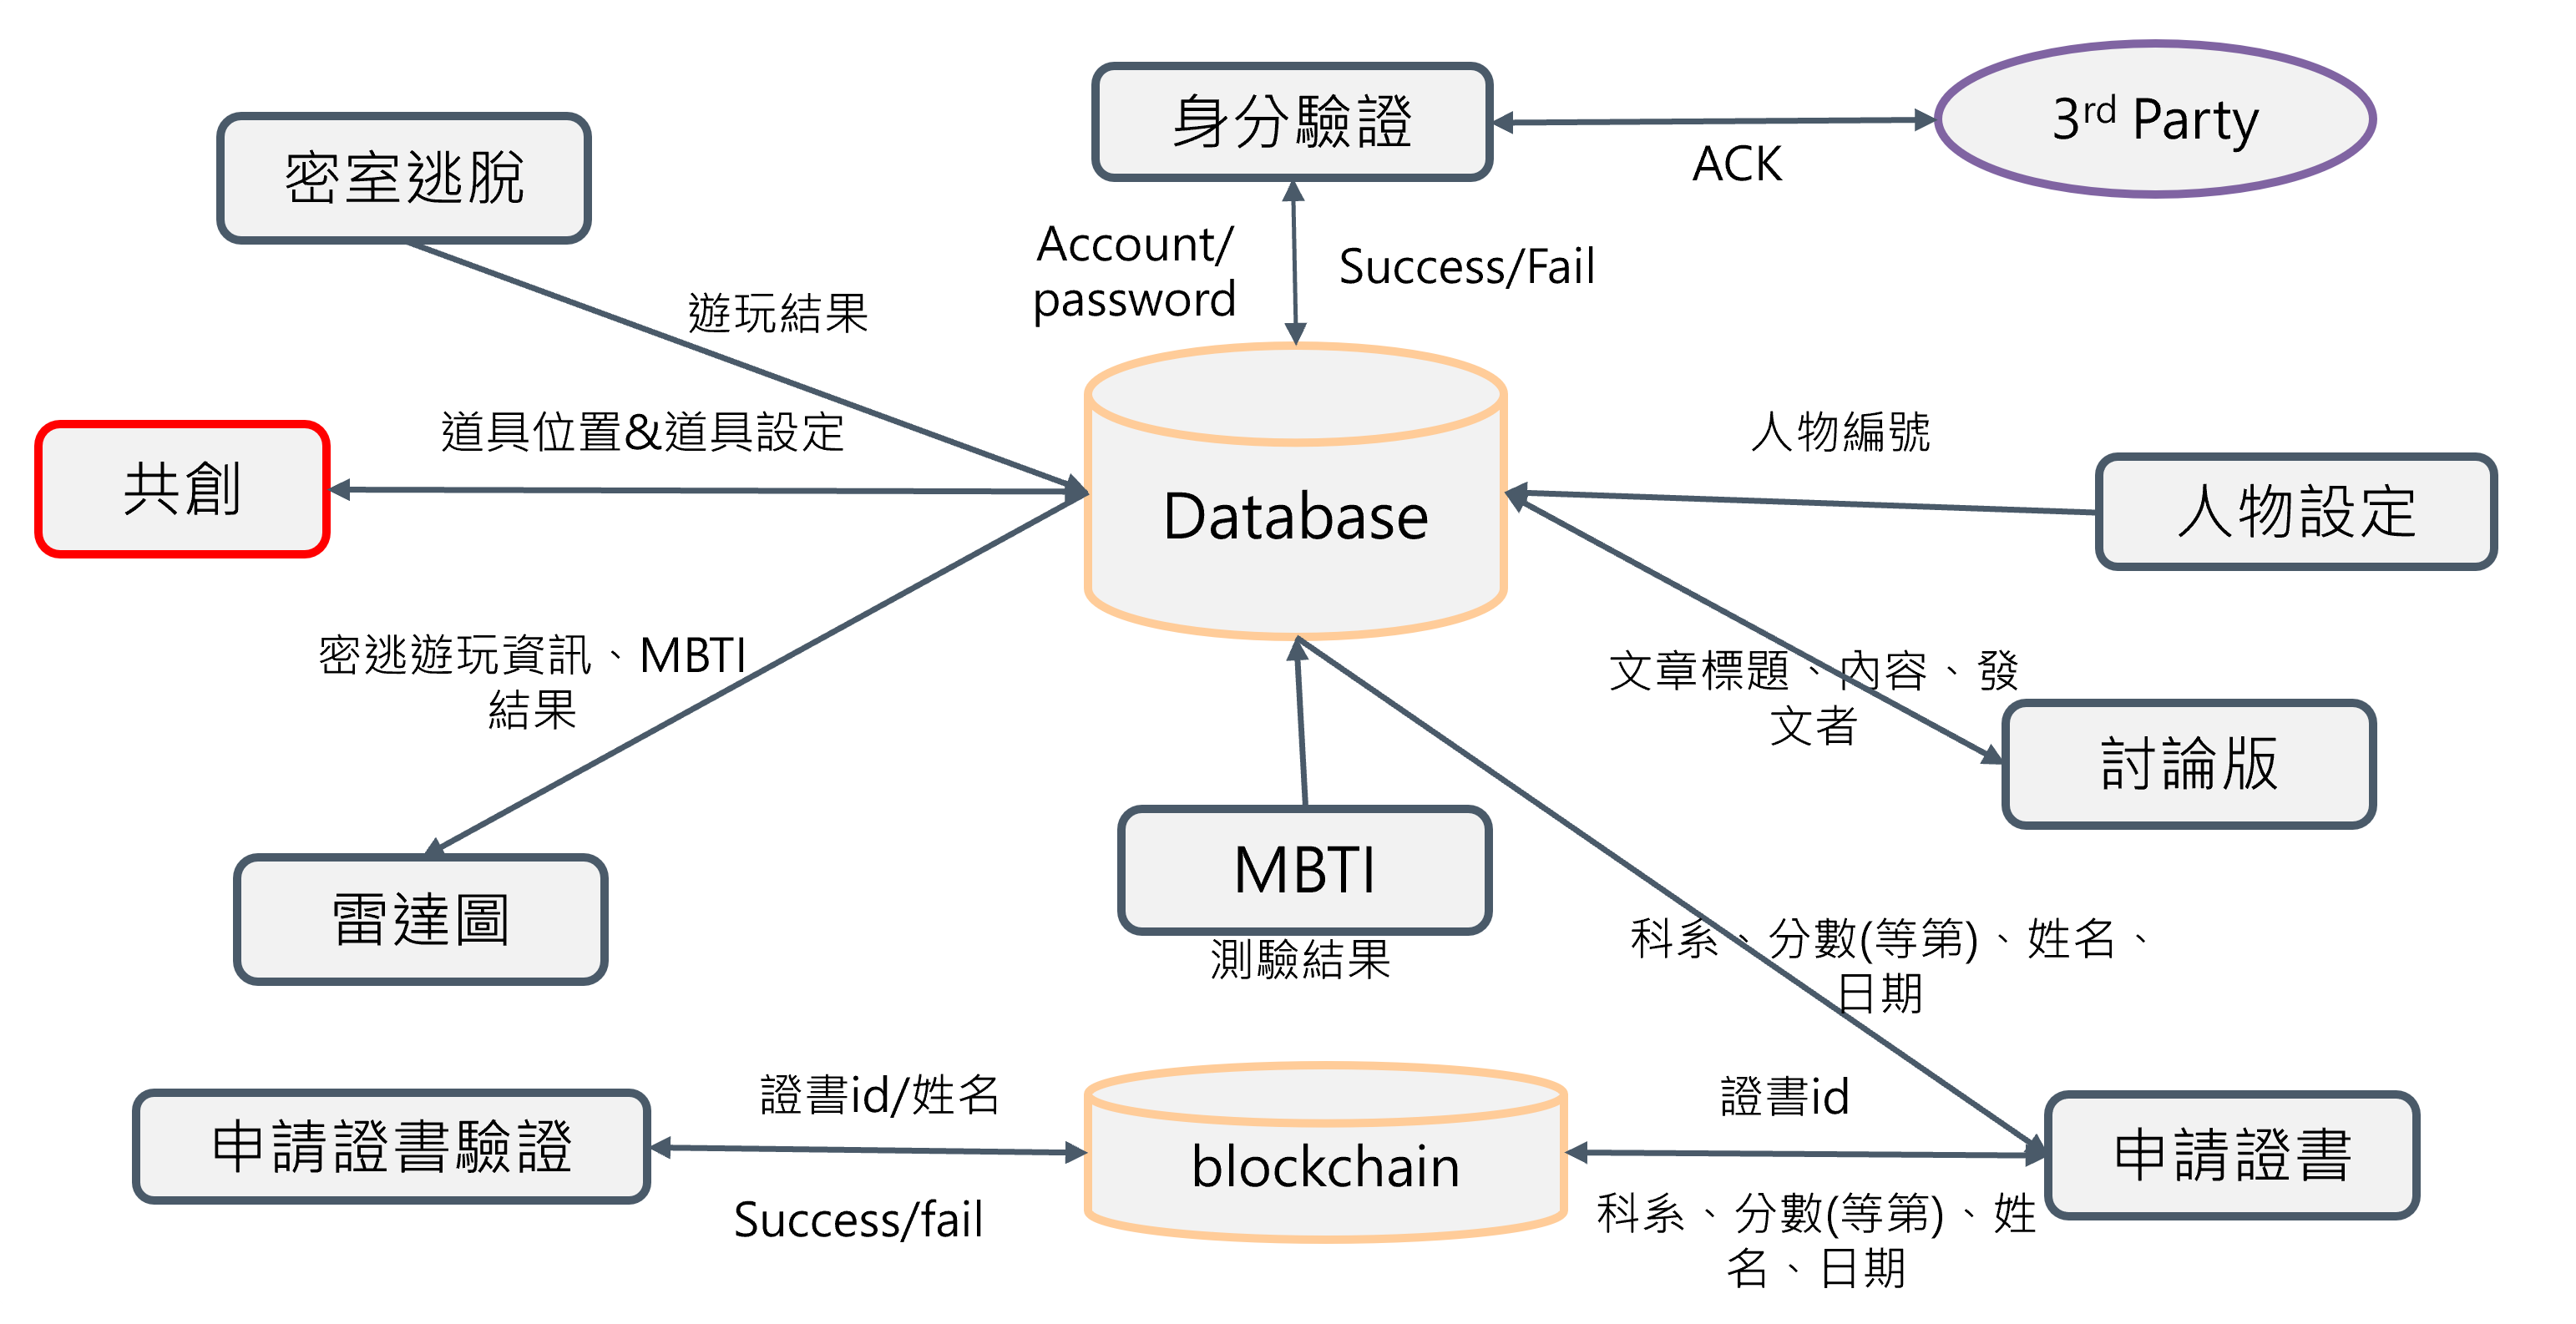 身分驗證
3rd Party
ACK
密室逃脫
Account/
password
Success/Fail
遊玩結果
道具位置&道具設定
共創
Database
人物編號
人物設定
密逃遊玩資訊、MBTI
結果
文章標題、內容、發
文者
討論版
MBTI
測驗結果
雷達圖
科系、分數(等第)、姓名、
日期
證書id/姓名
申請證書驗證
Success/fail
blockchain
證書id
申請證書
科系、分數(等第)、姓
名、日期